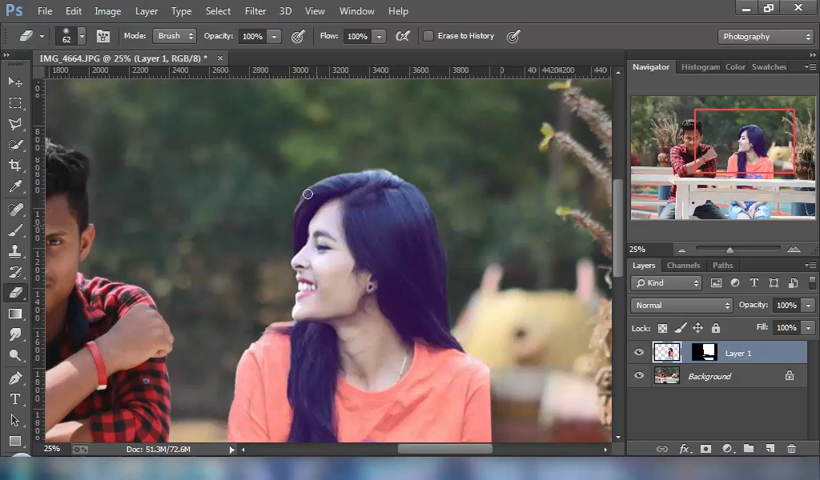 Ps File Edit Image Layer Type Select Filter 3D View Window Help
62 Mode: Brush Opacity: 100% Flow: 100% Erase to History Photography
IMG_4664.JPG @ 25% (Layer 1, RGB/8) * ×
1800 2000 2200 2400 2600 2800 3000 3200 3400 3600 3800
Navigator Histogram Color Swatches
25%
Layers Channels Paths
Kind
Normal Opacity: 100%
Lock: Fill: 100%
Layer 1
Background
25% Doc: 51.3M/72.6M